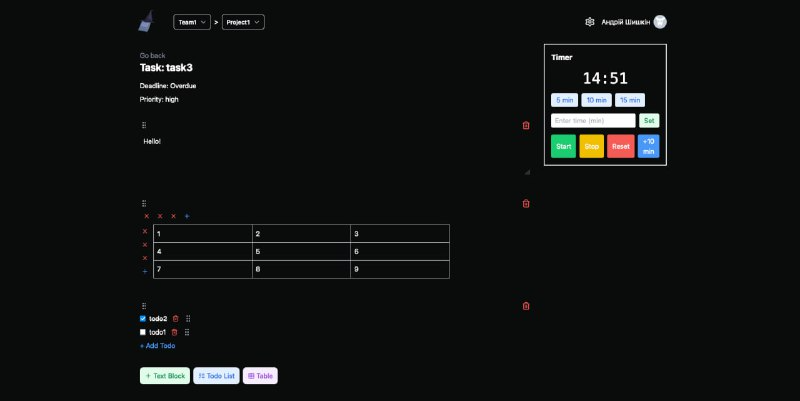 Team1 > Project1
Андрій Шишкін
Go back
Task: task3
Deadline: Overdue
Priority: high
Hello!
1 2 3
4 5 6
7 8 9
todo2
todo1
+ Add Todo
+ Text Block
Todo List
Table
Timer
14:51
5 min 10 min 15 min
Enter time (min) Set
Start Stop Reset +10 min